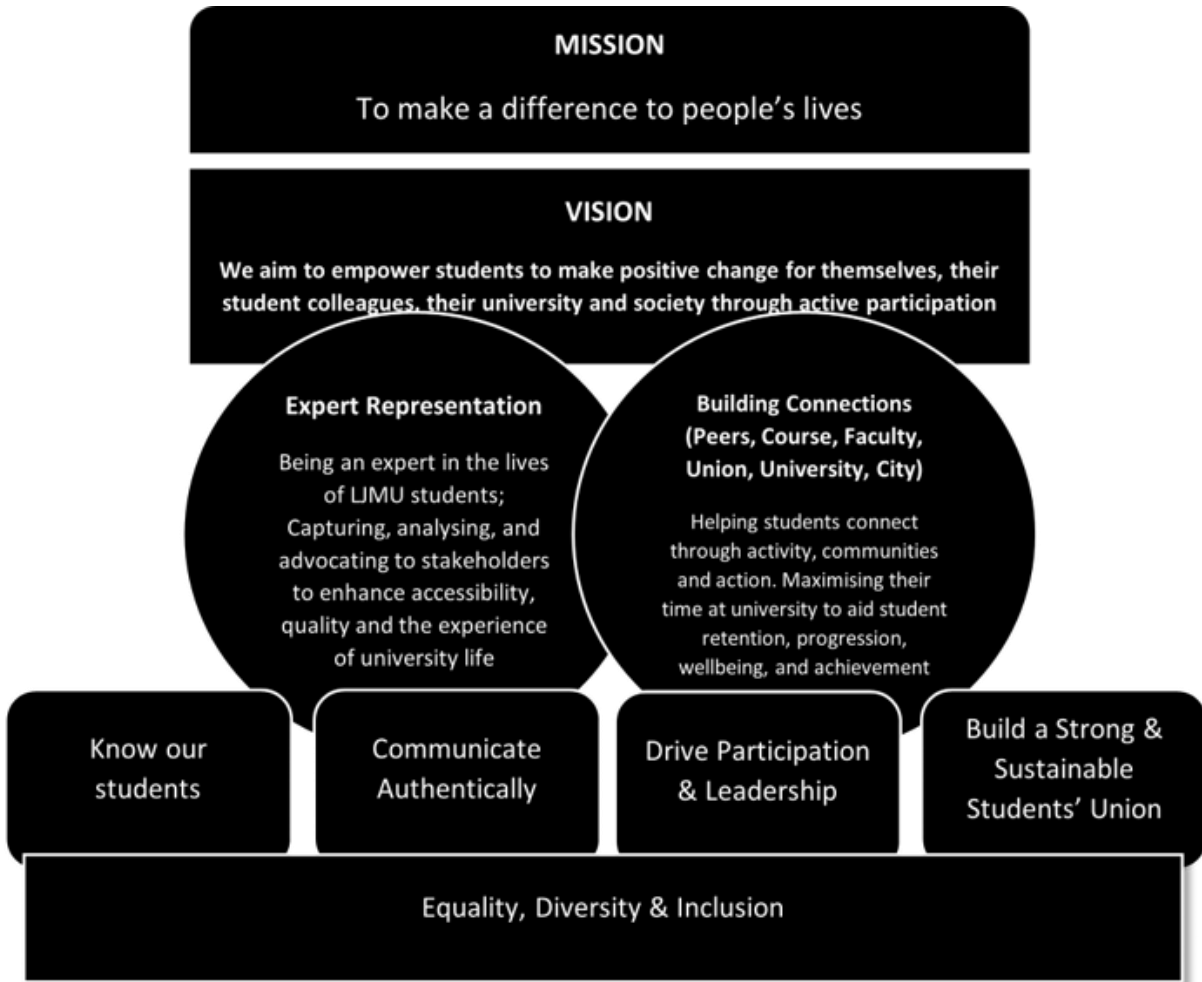 MISSION
To make a difference to people's lives
VISION
We aim to empower students to make positive change for themselves, their
student colleagues, their university and society through active participation
Expert Representation
Being an expert in the lives
of LJMU students;
Capturing, analysing, and
advocating to stakeholders
to enhance accessibility,
quality and the experience
of university life
Building Connections
(Peers, Course, Faculty,
Union, University, City)
Helping students connect
through activity, communities
and action. Maximising their
time at university to aid student
retention, progression,
wellbeing, and achievement
Know our
students
Communicate
Authentically
Drive Participation
& Leadership
Build a Strong &
Sustainable
Students' Union
Equality, Diversity & Inclusion